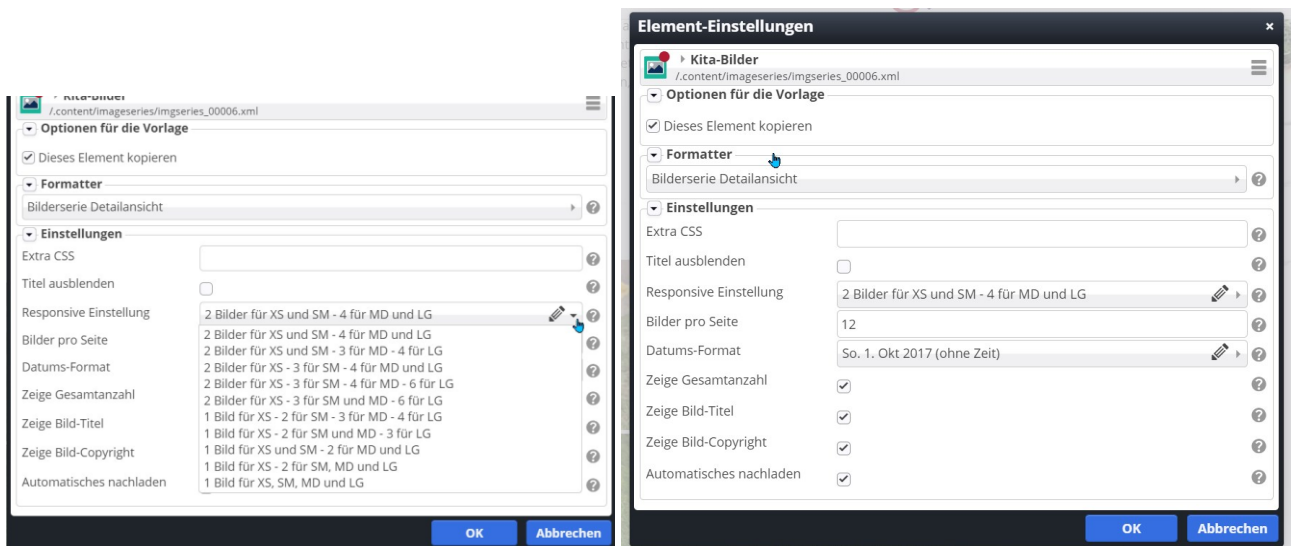 Kita-Bilder
/.content/imageseries/imgseries_00006.xml
Optionen für die Vorlage
Dieses Element kopieren
Formatter
Bilderserie Detailansicht
Einstellungen
Extra CSS
Titel ausblenden
Responsive Einstellung
2 Bilder für XS und SM - 4 für MD und LG
2 Bilder für XS und SM - 4 für MD und LG
2 Bilder für XS und SM - 3 für MD - 4 für LG
2 Bilder für XS - 3 für SM - 4 für MD und LG
2 Bilder für XS - 3 für SM - 4 für MD - 6 für LG
2 Bilder für XS - 3 für SM und MD - 6 für LG
1 Bild für XS - 2 für SM - 3 für MD - 4 für LG
1 Bild für XS - 2 für SM und MD - 3 für LG
1 Bild für XS und SM - 2 für MD und LG
1 Bild für XS - 2 für SM, MD und LG
1 Bild für XS, SM, MD und LG
Bilder pro Seite
Datums-Format
Zeige Gesamtanzahl
Zeige Bild-Titel
Zeige Bild-Copyright
Automatisches nachladen
OK Abbrechen
Element-Einstellungen
Kita-Bilder
/.content/imageseries/imgseries_00006.xml
Optionen für die Vorlage
Dieses Element kopieren
Formatter
Bilderserie Detailansicht
Einstellungen
Extra CSS
Titel ausblenden
Responsive Einstellung 2 Bilder für XS und SM - 4 für MD und LG
Bilder pro Seite 12
Datums-Format So. 1. Okt 2017 (ohne Zeit)
Zeige Gesamtanzahl
Zeige Bild-Titel
Zeige Bild-Copyright
Automatisches nachladen
OK Abbrechen